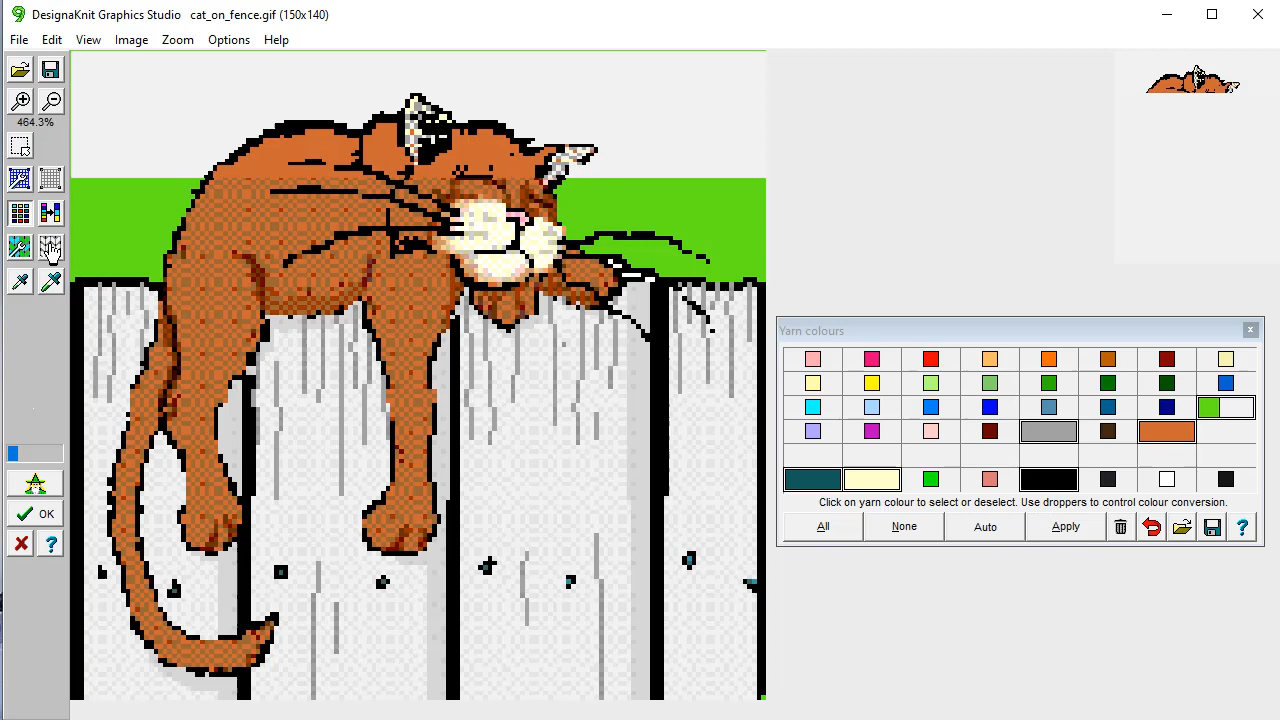 DesignaKnit Graphics Studio cat_on_fence.gif (150x140)
File Edit View Image Zoom Options Help
464.3%
OK
Yarn colours
Click on yarn colour to select or deselect. Use droppers to control colour conversion.
All None Auto Apply